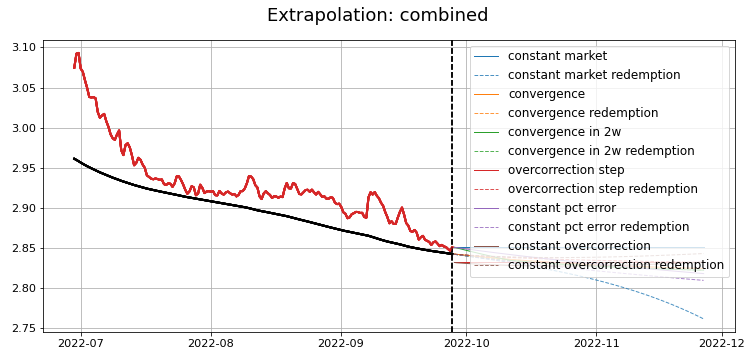 Extrapolation: combined
3.10
3.05
3.00
2.95
2.90
2.85
2.80
2.75
2022-07
2022-08
2022-09
2022-10
2022-11
2022-12
constant market
constant market redemption
convergence
convergence redemption
convergence in 2w
convergence in 2w redemption
overcorrection step
overcorrection step redemption
constant pct error
constant pct error redemption
constant overcorrection
constant overcorrection redemption